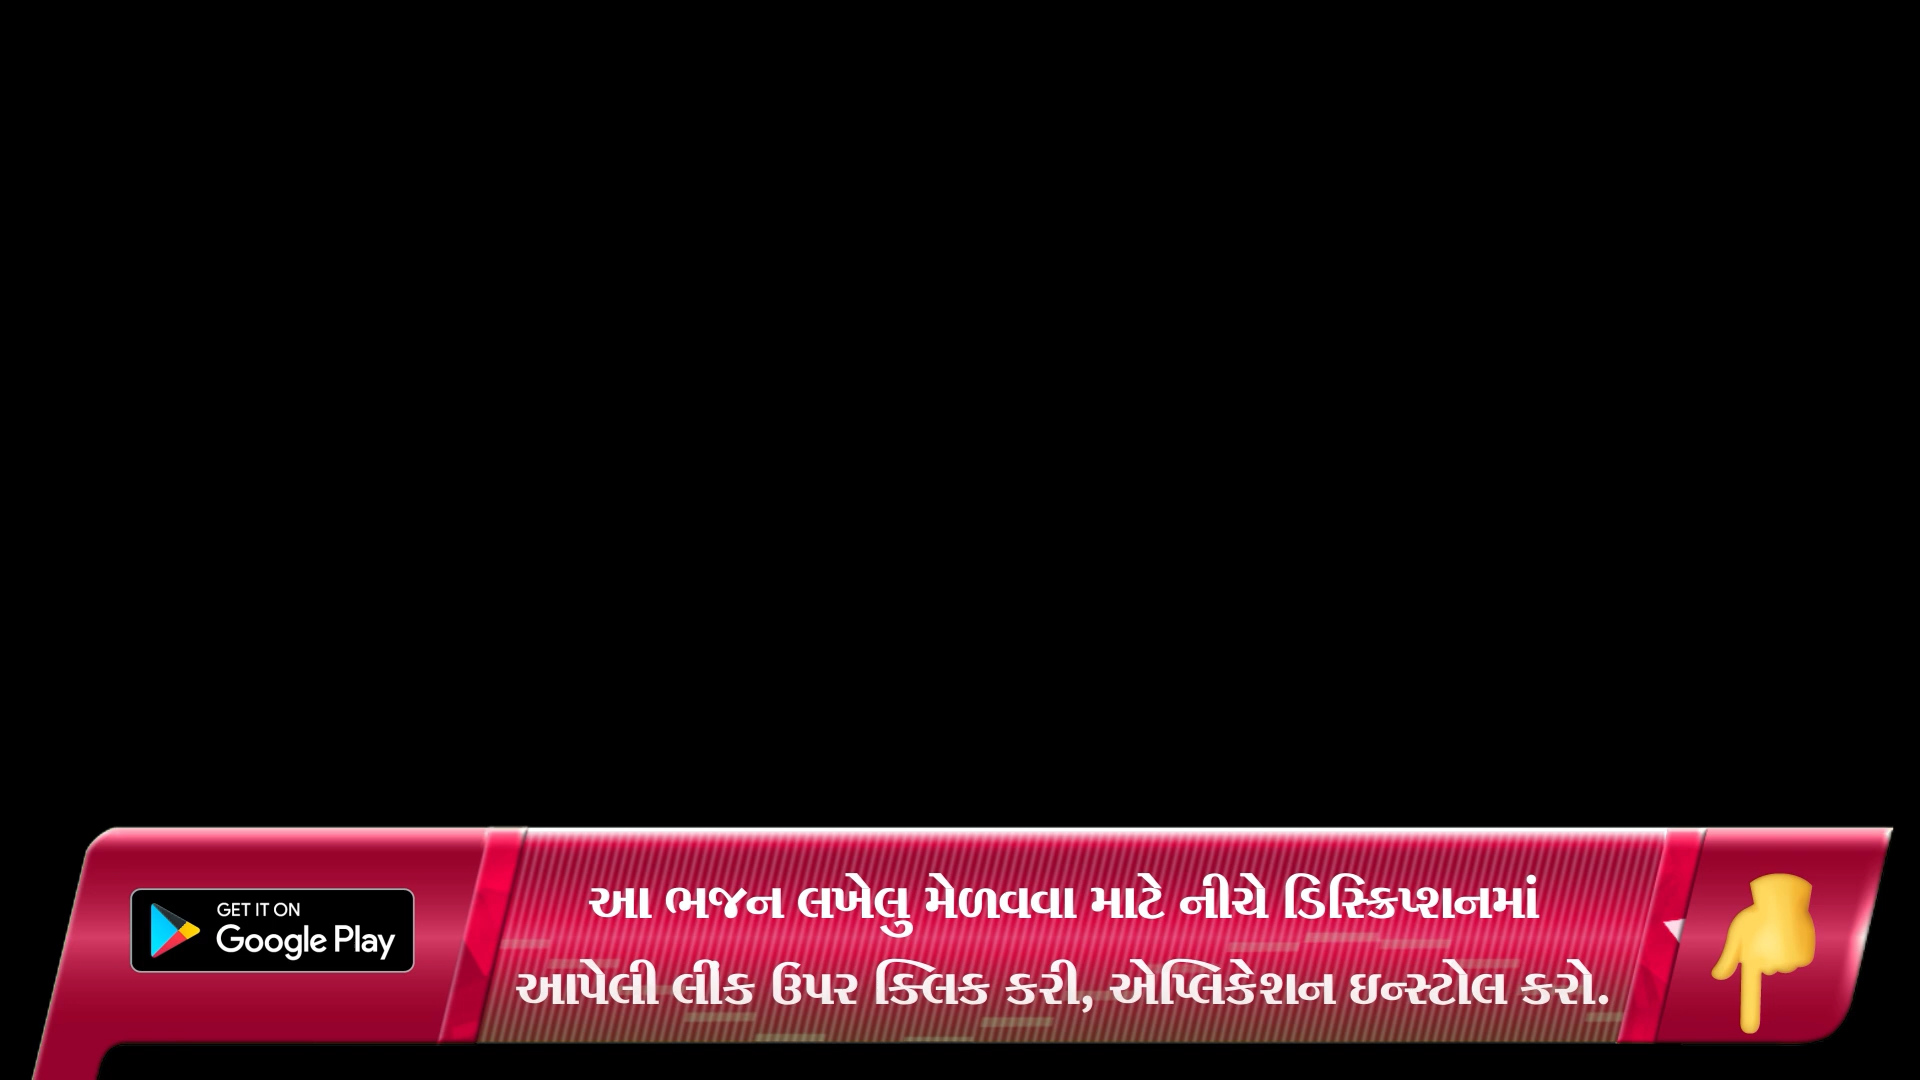 GET IT ON
Google Play
આ ભજન લખેલુ મેળવવા માટે નીચે ડિસ્ક્રિપ્શનમાં
આપેલી લીંક ઉપર ક્લિક કરી, એપ્લિકેશન ઇન્સ્ટોલ કરો.